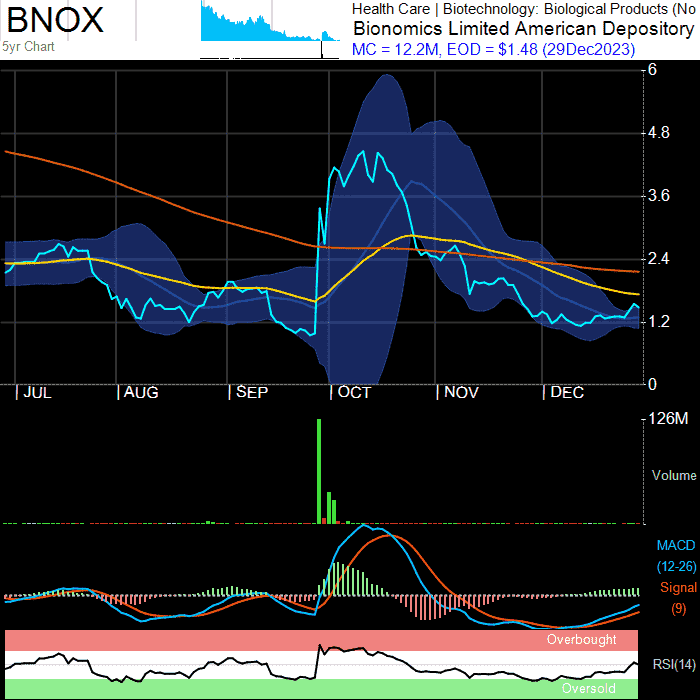 BNOX
5yr Chart
Health Care | Biotechnology: Biological Products (No
Bionomics Limited American Depository
MC = 12.2M, EOD = $1.48 (29Dec2023)
6
4.8
3.6
2.4
1.2
0
JUL AUG SEP OCT NOV DEC
126M
Volume
MACD
(12-26)
Signal
(9)
Overbought
RSI(14)
Oversold